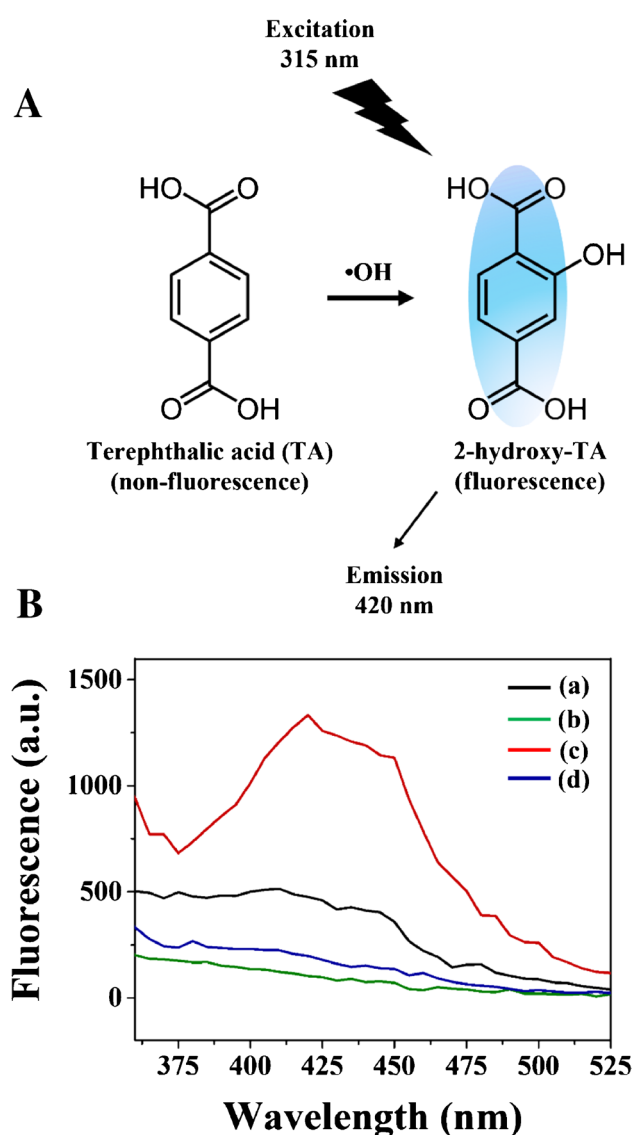 Excitation
315 nm
A
HO
O
O
OH
•OH
HO
O
OH
O
OH
Terephthalic acid (TA)
(non-fluorescence)
2-hydroxy-TA
(fluorescence)
Emission
420 nm
B
1500
1000
500
0
Fluorescence (a.u.)
(a)
(b)
(c)
(d)
375 400 425 450 475 500 525
Wavelength (nm)